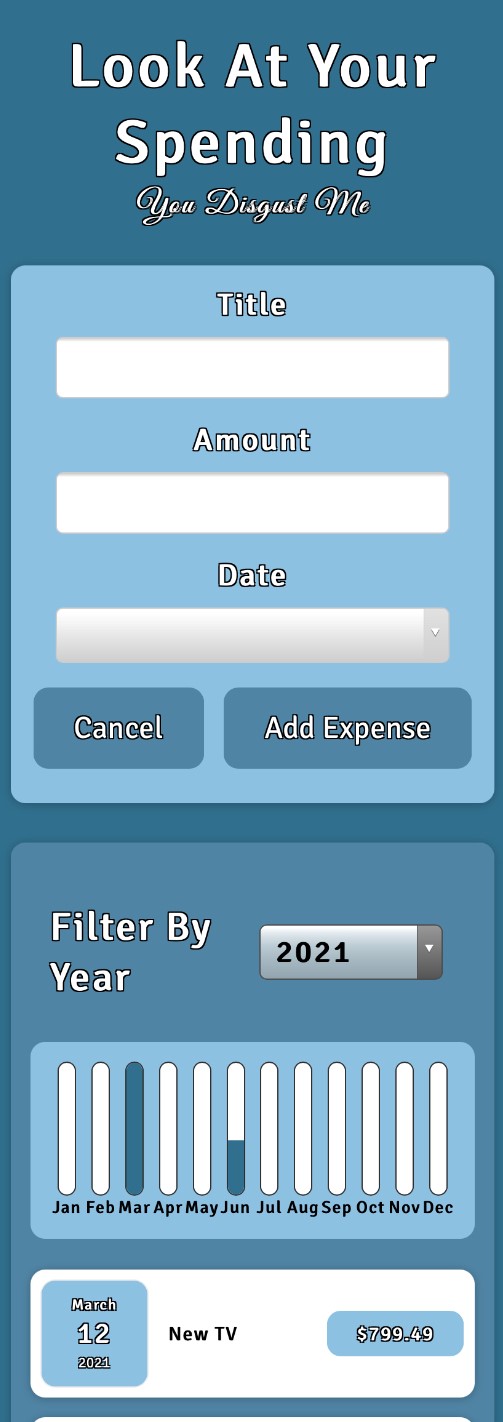 Look At Your
Spending
You Disgust Me
Title
Amount
Date
Cancel
Add Expense
Filter By
Year
2021
Jan Feb Mar Apr May Jun Jul Aug Sep Oct Nov Dec
March
12
2021
New TV
$799.49